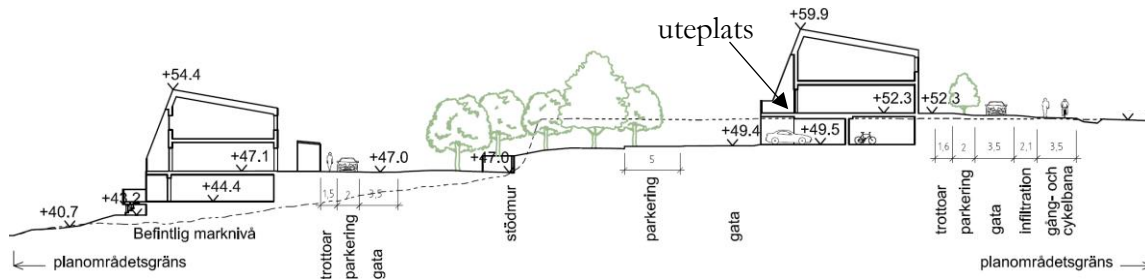 +59.9
uteplats
+54.4
+52.3
+52.3
+49.4
+49.5
+47.1
+47.0
+47.0
+44.4
+43.2
+40.7
5
1,6
2
3,5
2,1
3,5
1,5
2
3,5
Befintlig marknivå
planområdetsgräns
trottoar
parkering
gata
stödmur
parkering
gata
trottoar
parkering
gata
infiltration
gång- och
cykelbana
planområdetsgräns